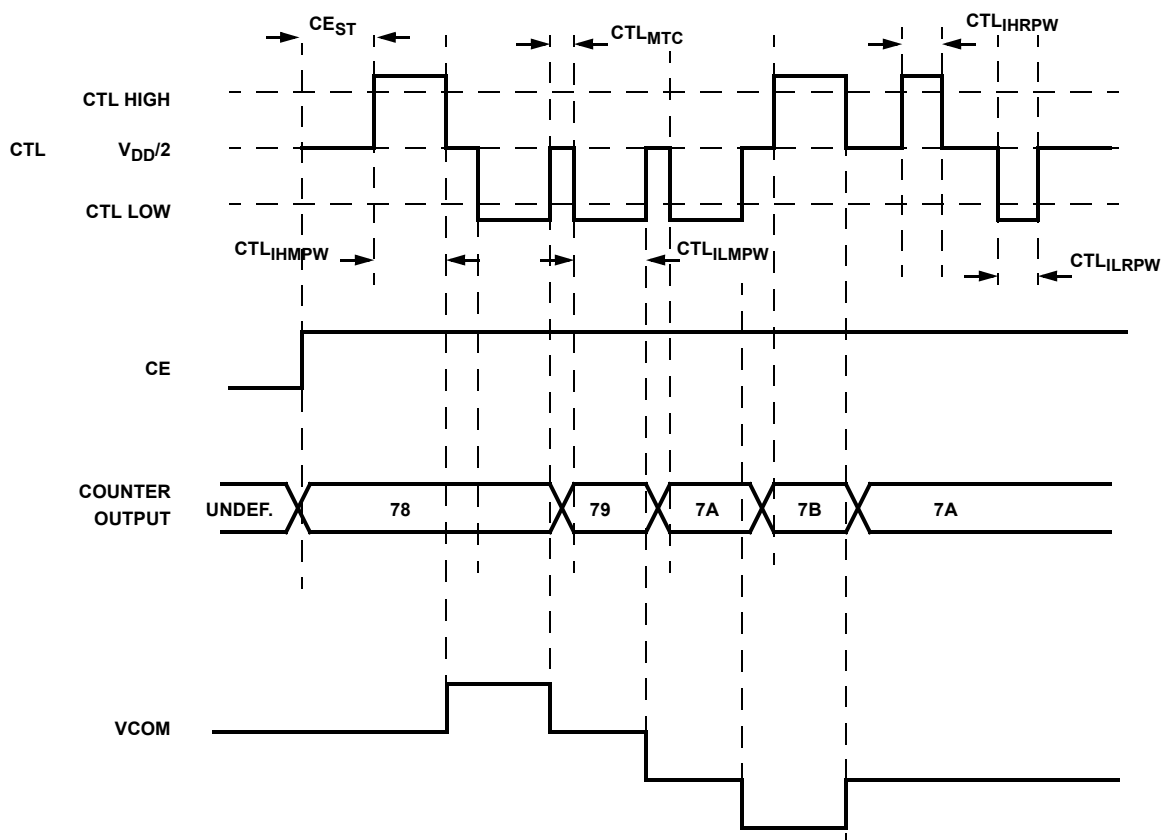 CE_ST
CTL_MTC
CTL_IHRPW
CTL HIGH
CTL
V_DD/2
CTL LOW
CTL_IHMPW
CTL_ILMPW
CTL_ILRPW
CE
COUNTER
OUTPUT
UNDEF.
78
79
7A
7B
7A
VCOM